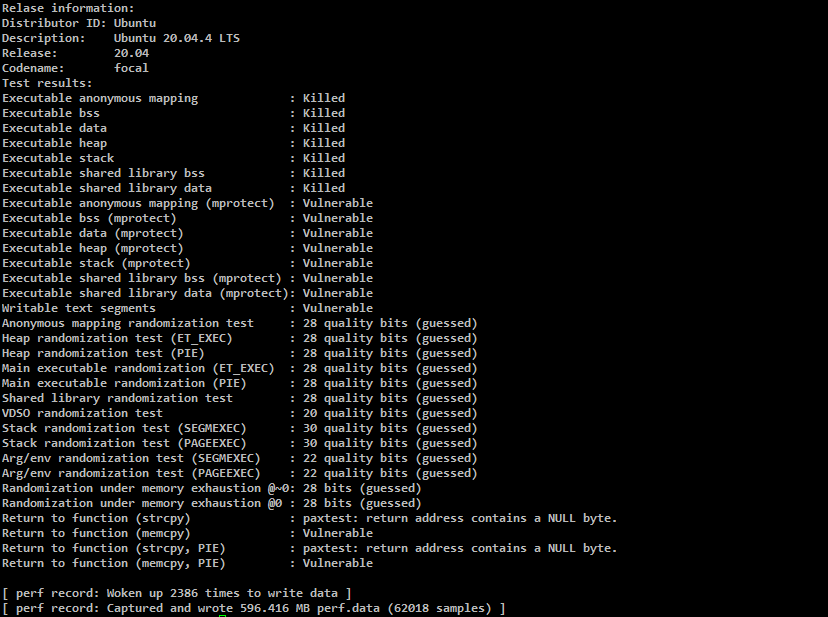 Relase information:
Distributor ID: Ubuntu
Description:    Ubuntu 20.04.4 LTS
Release:        20.04
Codename:       focal
Test results:
Executable anonymous mapping             : Killed
Executable bss                           : Killed
Executable data                          : Killed
Executable heap                          : Killed
Executable stack                         : Killed
Executable shared library bss            : Killed
Executable shared library data           : Killed
Executable anonymous mapping (mprotect)  : Vulnerable
Executable bss (mprotect)                : Vulnerable
Executable data (mprotect)               : Vulnerable
Executable heap (mprotect)               : Vulnerable
Executable stack (mprotect)              : Vulnerable
Executable shared library bss (mprotect) : Vulnerable
Executable shared library data (mprotect): Vulnerable
Writable text segments                   : Vulnerable
Anonymous mapping randomization test     : 28 quality bits (guessed)
Heap randomization test (ET_EXEC)        : 28 quality bits (guessed)
Heap randomization test (PIE)            : 28 quality bits (guessed)
Main executable randomization (ET_EXEC)  : 28 quality bits (guessed)
Main executable randomization (PIE)      : 28 quality bits (guessed)
Shared library randomization test        : 28 quality bits (guessed)
VDSO randomization test                  : 20 quality bits (guessed)
Stack randomization test (SEGMEXEC)      : 30 quality bits (guessed)
Stack randomization test (PAGEEXEC)      : 30 quality bits (guessed)
Arg/env randomization test (SEGMEXEC)    : 22 quality bits (guessed)
Arg/env randomization test (PAGEEXEC)    : 22 quality bits (guessed)
Randomization under memory exhaustion @~0: 28 bits (guessed)
Randomization under memory exhaustion @0 : 28 bits (guessed)
Return to function (strcpy)              : paxtest: return address contains a NULL byte.
Return to function (memcpy)              : Vulnerable
Return to function (strcpy, PIE)         : paxtest: return address contains a NULL byte.
Return to function (memcpy, PIE)         : Vulnerable
[ perf record: Woken up 2386 times to write data ]
[ perf record: Captured and wrote 596.416 MB perf.data (62018 samples) ]